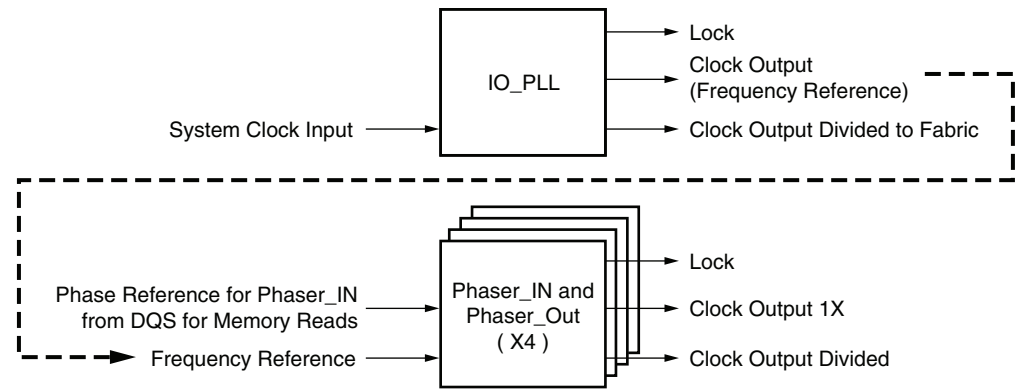 Lock
Clock Output
(Frequency Reference)
IO_PLL
System Clock Input
Clock Output Divided to Fabric
Lock
Phase Reference for Phaser_IN
from DQS for Memory Reads
Phaser_IN and
Phaser_Out
( X4 )
Clock Output 1X
Frequency Reference
Clock Output Divided